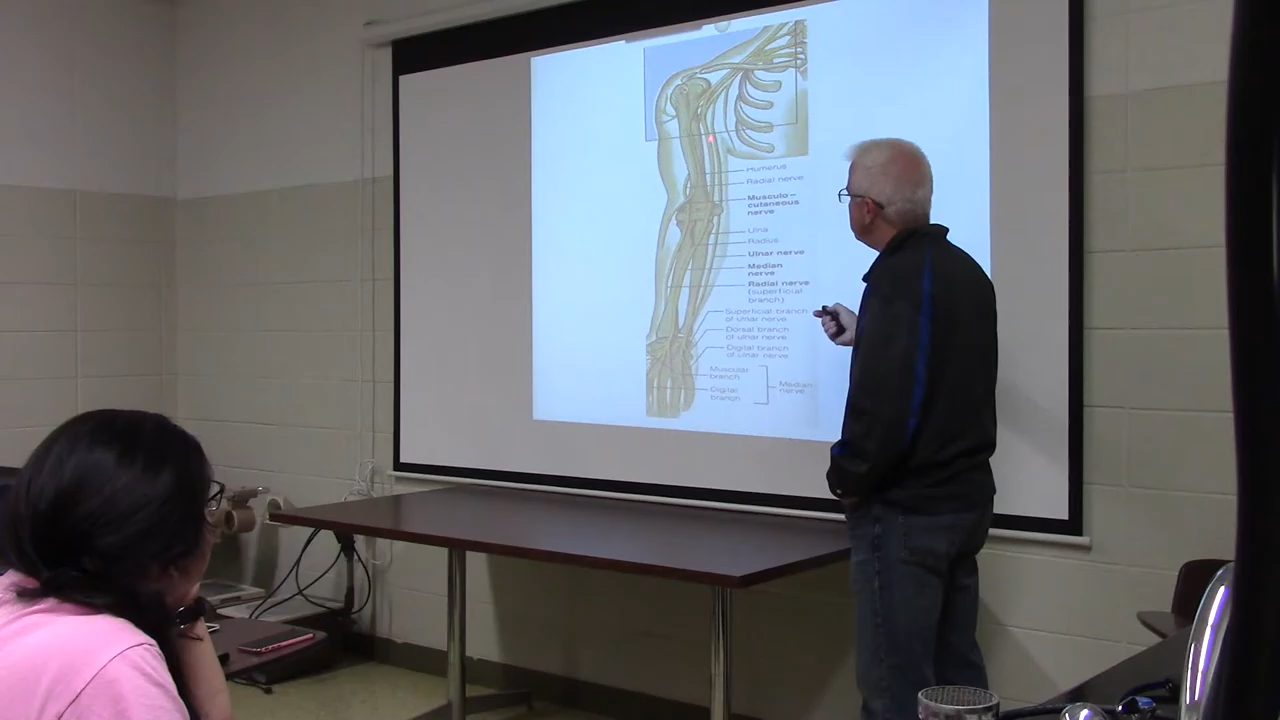 Humerus
Radial nerve
Musculo-
cutaneous
nerve
Ulna
Radius
Ulnar nerve
Median
nerve
Radial nerve
(superficial
branch)
Superficial branch
of ulnar nerve
Dorsal branch
of ulnar nerve
Digital branch
of ulnar nerve
Muscular
branch
Digital
branch
Median
nerve